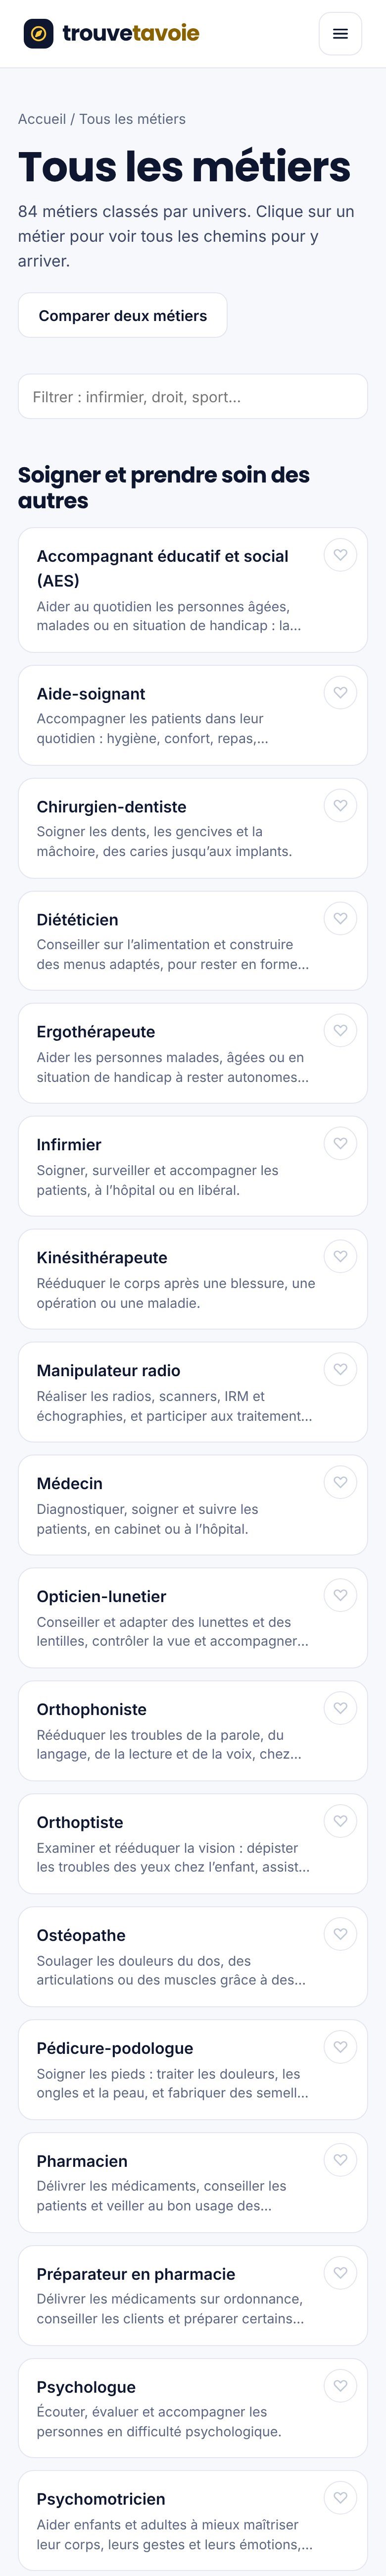 trouvetavoie
Accueil / Tous les métiers
Tous les métiers
84 métiers classés par univers. Clique sur un
métier pour voir tous les chemins pour y
arriver.
Comparer deux métiers
Filtrer : infirmier, droit, sport...
Soigner et prendre soin des
autres
Accompagnant éducatif et social
(AES)
Aider au quotidien les personnes âgées,
malades ou en situation de handicap : la...
Aide-soignant
Accompagner les patients dans leur
quotidien : hygiène, confort, repas,...
Chirurgien-dentiste
Soigner les dents, les gencives et la
mâchoire, des caries jusqu’aux implants.
Diététicien
Conseiller sur l’alimentation et construire
des menus adaptés, pour rester en forme...
Ergothérapeute
Aider les personnes malades, âgées ou en
situation de handicap à rester autonomes...
Infirmier
Soigner, surveiller et accompagner les
patients, à l’hôpital ou en libéral.
Kinésithérapeute
Rééduquer le corps après une blessure, une
opération ou une maladie.
Manipulateur radio
Réaliser les radios, scanners, IRM et
échographies, et participer aux traitement...
Médecin
Diagnostiquer, soigner et suivre les
patients, en cabinet ou à l’hôpital.
Opticien-lunetier
Conseiller et adapter des lunettes et des
lentilles, contrôler la vue et accompagner...
Orthophoniste
Rééduquer les troubles de la parole, du
langage, de la lecture et de la voix, chez...
Orthoptiste
Examiner et rééduquer la vision : dépister
les troubles des yeux chez l’enfant, assist...
Ostéopathe
Soulager les douleurs du dos, des
articulations ou des muscles grâce à des...
Pédicure-podologue
Soigner les pieds : traiter les douleurs, les
ongles et la peau, et fabriquer des semell...
Pharmacien
Délivrer les médicaments, conseiller les
patients et veiller au bon usage des...
Préparateur en pharmacie
Délivrer les médicaments sur ordonnance,
conseiller les clients et préparer certains...
Psychologue
Écouter, évaluer et accompagner les
personnes en difficulté psychologique.
Psychomotricien
Aider enfants et adultes à mieux maîtriser
leur corps, leurs gestes et leurs émotions,...